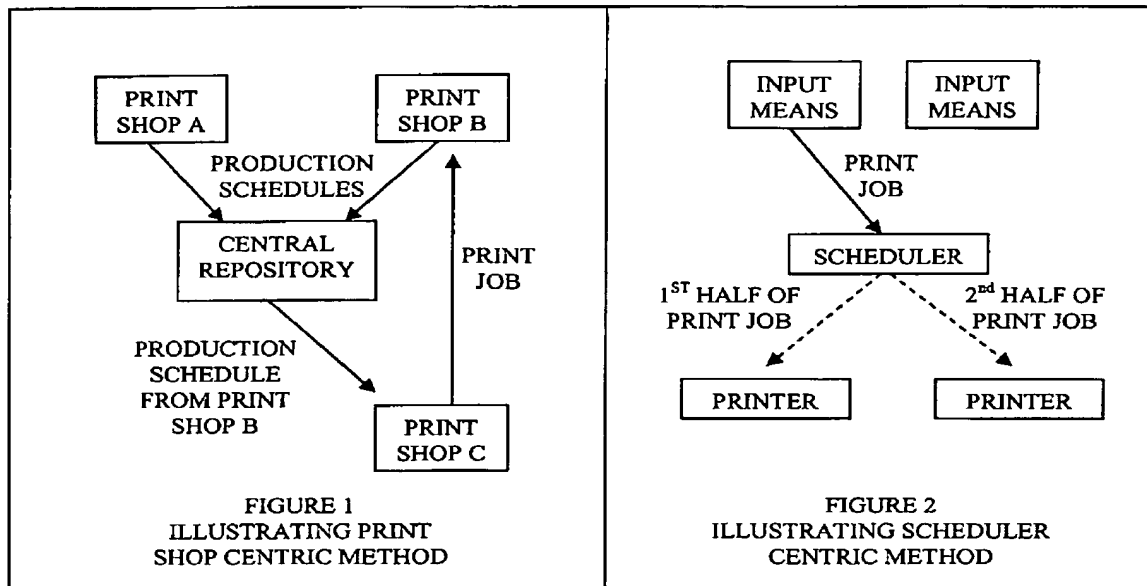 PRINT
SHOP A
PRINT
SHOP B
PRODUCTION
SCHEDULES
CENTRAL
REPOSITORY
PRINT
JOB
PRODUCTION
SCHEDULE
FROM PRINT
SHOP B
PRINT
SHOP C
FIGURE 1
ILLUSTRATING PRINT
SHOP CENTRIC METHOD
INPUT
MEANS
INPUT
MEANS
PRINT
JOB
SCHEDULER
1ST HALF OF
PRINT JOB
2nd HALF OF
PRINT JOB
PRINTER
PRINTER
FIGURE 2
ILLUSTRATING SCHEDULER
CENTRIC METHOD